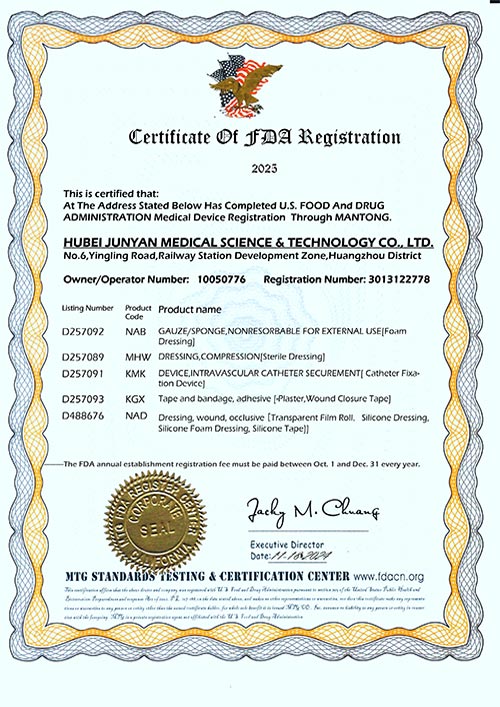 Certificate Of FDA Registration
2025
This is certified that:
At The Address Stated Below Has Completed U.S. FOOD And DRUG
ADMINISTRATION Medical Device Registration Through MANTONG.
HUBEI JUNYAN MEDICAL SCIENCE & TECHNOLOGY CO., LTD.
No.6,Yingling Road,Railway Station Development Zone,Huangzhou District
Owner/Operator Number: 10050776 Registration Number: 3013122778
Listing Number Product Code Product name
D257092 NAB GAUZE/SPONGE,NONRESORBABLE FOR EXTERNAL USE[Foam
Dressing]
D257089 MHW DRESSING,COMPRESSION[Sterile Dressing]
D257091 KMK DEVICE,INTRAVASCULAR CATHETER SECUREMENT[ Catheter Fixa-
tion Device]
D257093 KGX Tape and bandage, adhesive [-Plaster,Wound Closure Tape]
D488676 NAD Dressing, wound, occlusive [Transparent Film Roll, Silicone Dressing,
Silicone Foam Dressing, Silicone Tape)]
The FDA annual establishment registration fee must be paid between Oct. 1 and Dec. 31 every year.
MTG FDA REGISTER CENTER
CORPORATE
SEAL
CALIFORNIA
Jacky M. Chuang
Executive Director
Date:
MTG STANDARDS TESTING & CERTIFICATION CENTER www.fdacn.org